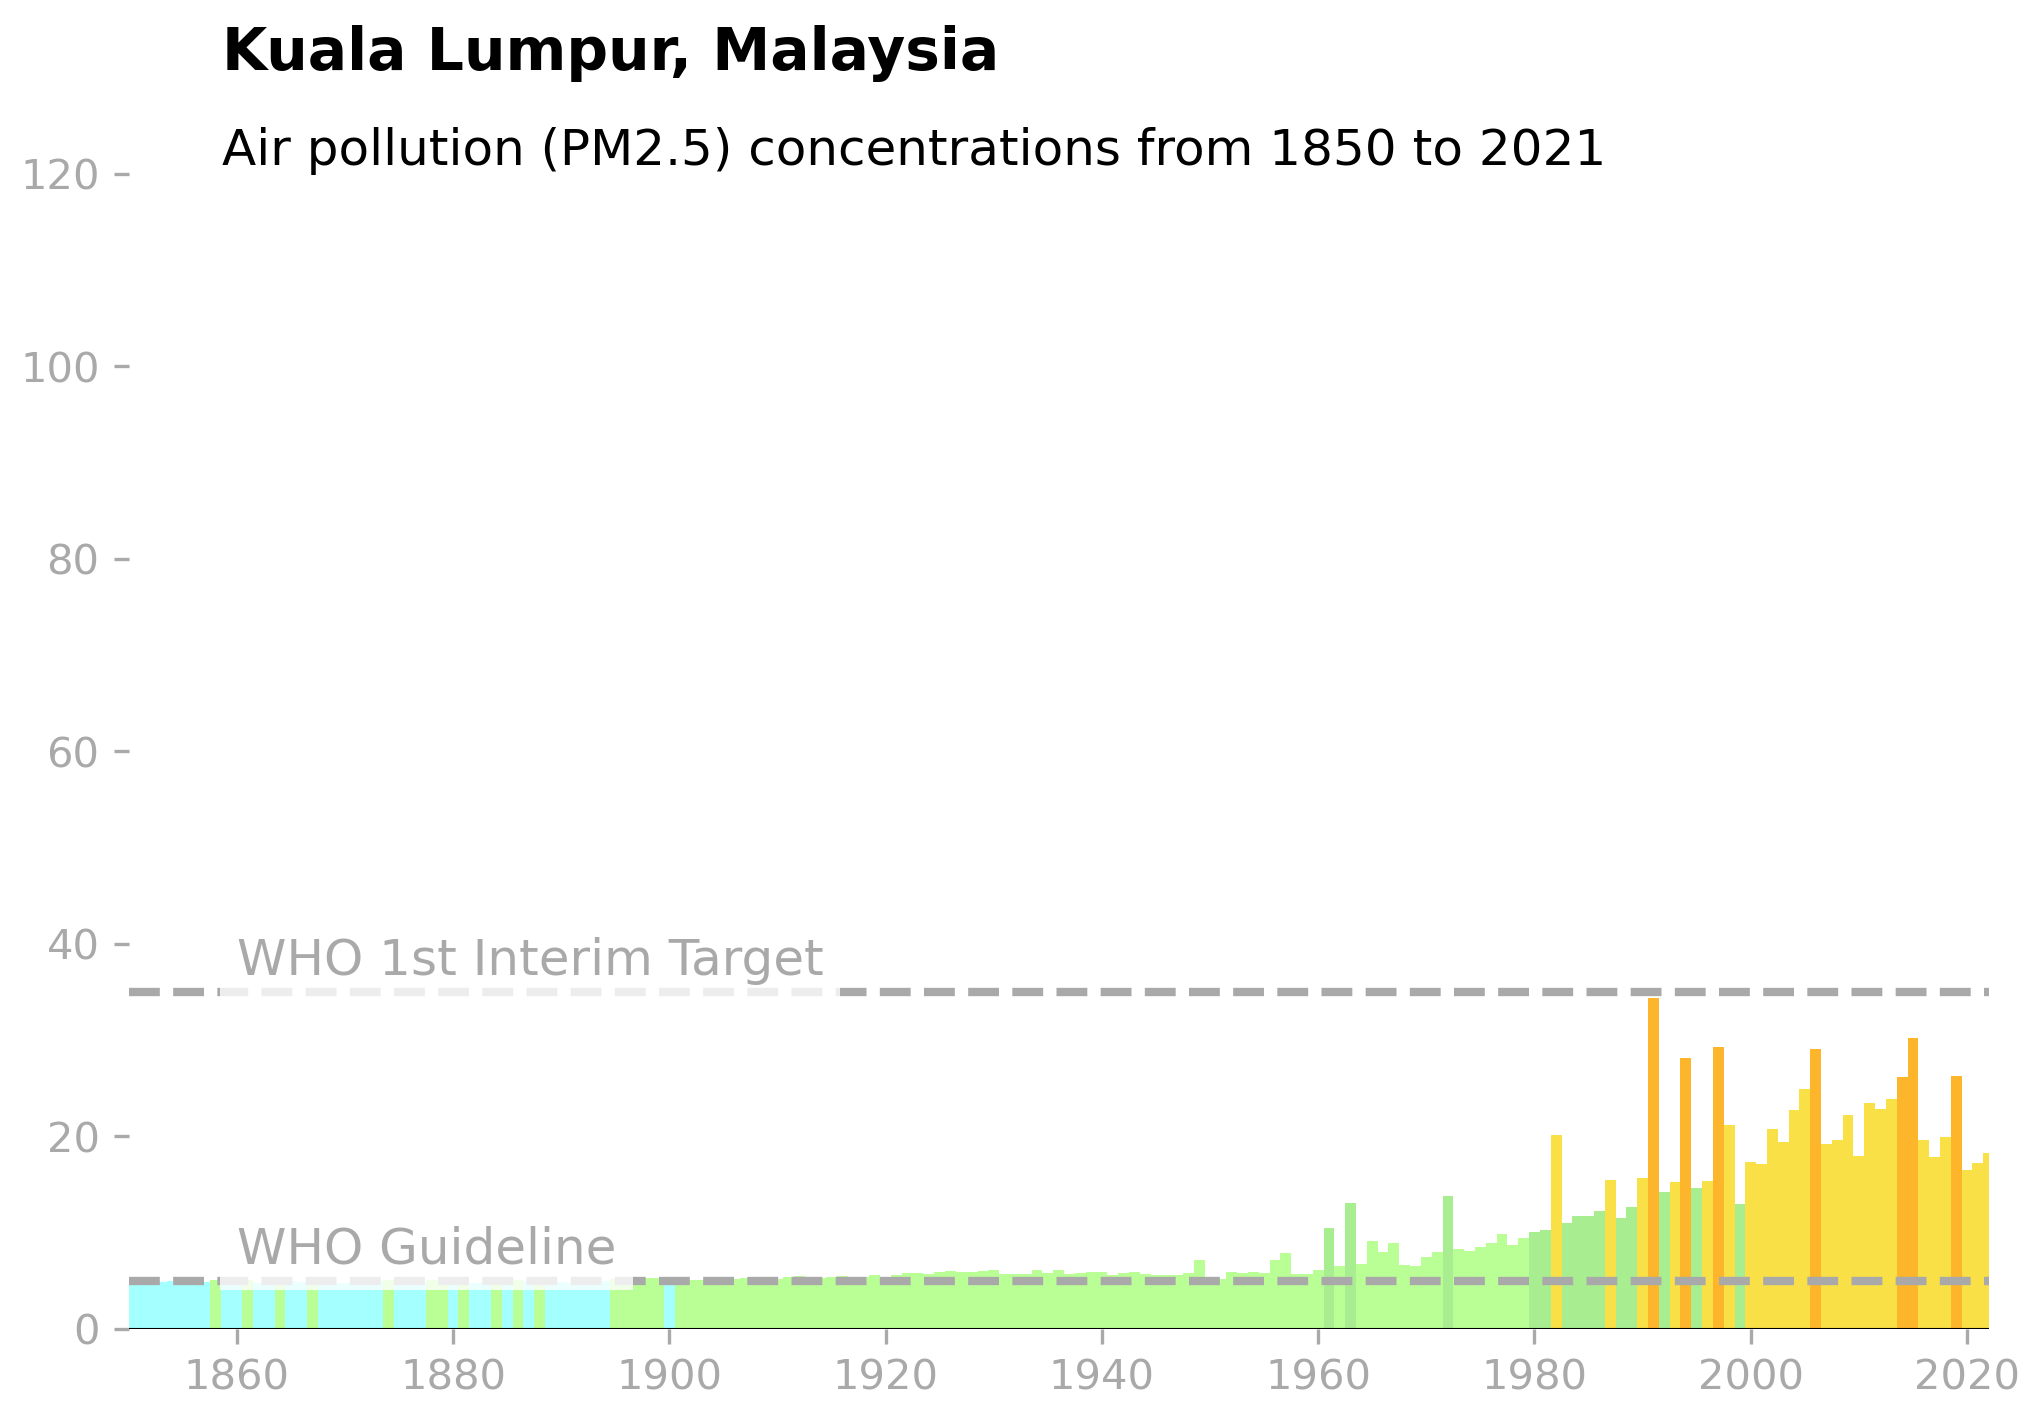 Kuala Lumpur, Malaysia
Air pollution (PM2.5) concentrations from 1850 to 2021
120
100
80
60
40
WHO 1st Interim Target
20
WHO Guideline
0
1860 1880 1900 1920 1940 1960 1980 2000 2020